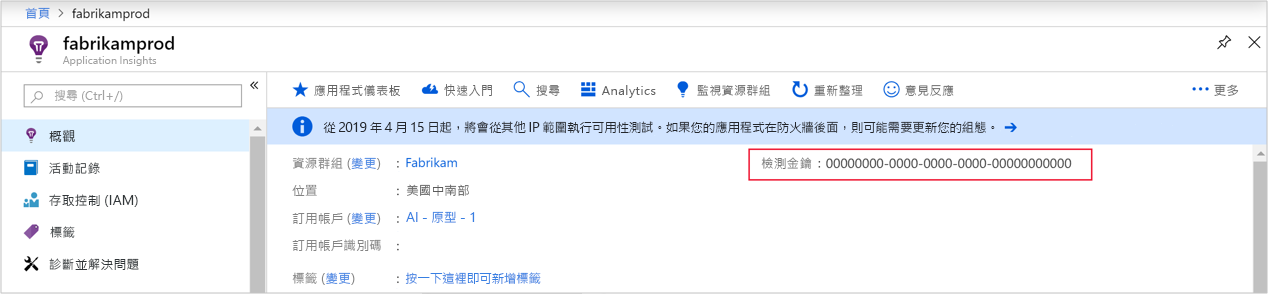 首頁 > fabrikamprod
fabrikamprod
Application Insights
搜尋 (Ctrl+/)
概觀
活動記錄
存取控制 (IAM)
標籤
診斷並解決問題
應用程式儀表板 快速入門 搜尋 Analytics 監視資源群組 重新整理 意見反應 更多
從 2019 年 4 月 15 日起，將會從其他 IP 範圍執行可用性測試。如果您的應用程式在防火牆後面，則可能需要更新您的組態。
資源群組 (變更) : Fabrikam
位置 : 美國中南部
訂用帳戶 (變更) : AI - 原型 - 1
訂用帳戶識別碼 :
標籤 (變更) : 按一下這裡即可新增標籤
檢測金鑰：00000000-0000-0000-0000-00000000000